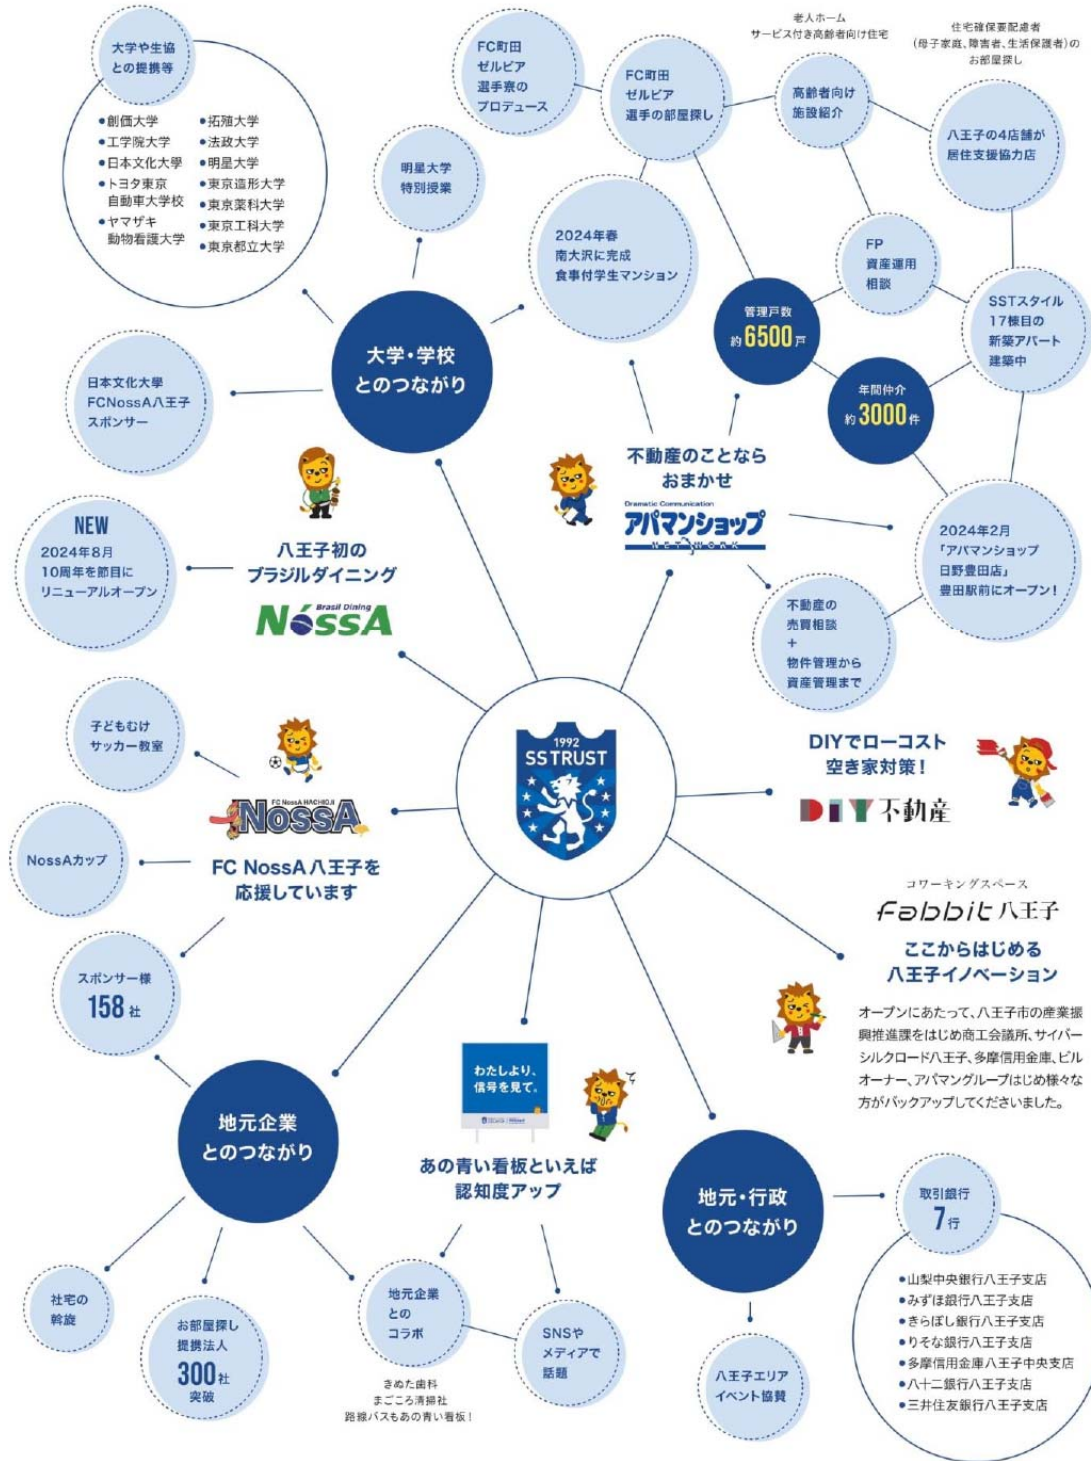 大学や生協
との提携等
●創価大学
●工学院大学
●日本文化大學
●トヨタ東京
自動車大学校
●ヤマザキ
動物看護大学
●拓殖大学
●法政大学
●明星大学
●東京造形大学
●東京薬科大学
●東京工科大学
●東京都立大学
FC町田
ゼルビア
選手寮の
プロデュース
FC町田
ゼルビア
選手の部屋探し
老人ホーム
サービス付き高齢者向け住宅
高齢者向け
施設紹介
住宅確保要配慮者
(母子家庭、障害者、生活保護者)の
お部屋探し
八王子の4店舗が
居住支援協力店
明星大学
特別授業
2024年春
南大沢に完成
食事付学生マンション
FP
資産運用
相談
管理戸数
約6500戸
SSTスタイル
17棟目の
新築アパート
建築中
年間仲介
約3000件
大学・学校
とのつながり
日本文化大學
FCNossA八王子
スポンサー
不動産のことなら
おまかせ
Dramatic Communication
アパマンショップ
NETWORK
2024年2月
「アパマンショップ
日野豊田店」
豊田駅前にオープン!
NEW
2024年8月
10周年を節目に
リニューアルオープン
八王子初の
ブラジルダイニング
Brasil Dining
NóSSA
不動産の
売買相談
+
物件管理から
資産管理まで
1992
SS TRUST
子どもむけ
サッカー教室
FC NossA HACHIOJI
NossA
FC NossA 八王子を
応援しています
NossAカップ
スポンサー様
158社
DIYでローコスト
空き家対策!
DIY不動産
コワーキングスペース
fabbit八王子
ここからはじめる
八王子イノベーション
オープンにあたって、八王子市の産業振
興推進課をはじめ商工会議所、サイバー
シルクロード八王子、多摩信用金庫、ビル
オーナー、アパマングループはじめ様々な
方がバックアップしてくださいました。
地元企業
とのつながり
わたしより、
信号を見て。
あの青い看板といえば
認知度アップ
地元・行政
とのつながり
取引銀行
7行
●山梨中央銀行八王子支店
●みずほ銀行八王子支店
●きらぼし銀行八王子支店
●りそな銀行八王子支店
●多摩信用金庫八王子中央支店
●八十二銀行八王子支店
●三井住友銀行八王子支店
社宅の
斡旋
お部屋探し
提携法人
300社
突破
地元企業
との
コラボ
きぬた歯科
まごころ清掃社
路線バスもあの青い看板!
SNSや
メディアで
話題
八王子エリア
イベント協賛